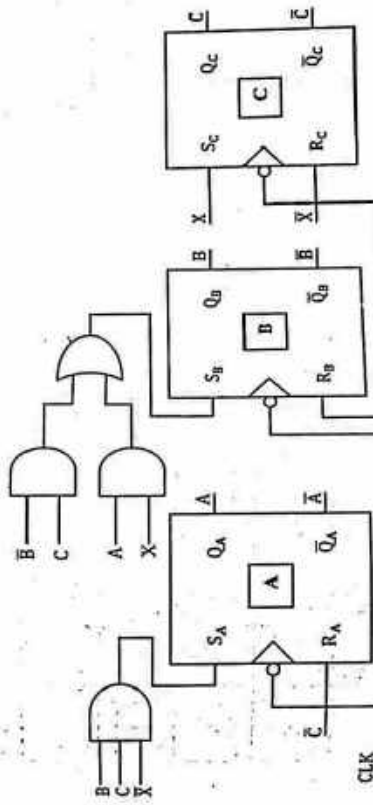 B
C
X̅
S_A
Q_A
A
A
Q̅_A
A̅
R_A
C̅
CLK
B̅
C
A
X
S_B
Q_B
B
B
Q̅_B
B̅
R_B
X
S_C
Q_C
C
C
X̅
R_C
Q̅_C
C̅